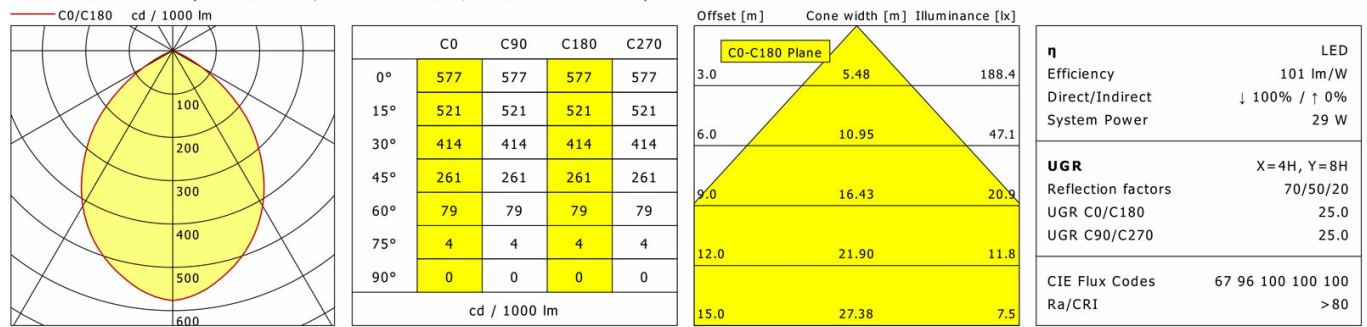 C0/C180 cd / 1000 lm
100
200
300
400
500
600
C0 C90 C180 C270
0° 577 577 577 577
15° 521 521 521 521
30° 414 414 414 414
45° 261 261 261 261
60° 79 79 79 79
75° 4 4 4 4
90° 0 0 0 0
cd / 1000 lm
Offset [m] Cone width [m] Illuminance [lx]
C0-C180 Plane
3.0 5.48 188.4
6.0 10.95 47.1
9.0 16.43 20.9
12.0 21.90 11.8
15.0 27.38 7.5
η LED
Efficiency 101 lm/W
Direct/Indirect ↓ 100% / ↑ 0%
System Power 29 W
UGR X=4H, Y=8H
Reflection factors 70/50/20
UGR C0/C180 25.0
UGR C90/C270 25.0
CIE Flux Codes 67 96 100 100 100
Ra/CRI >80